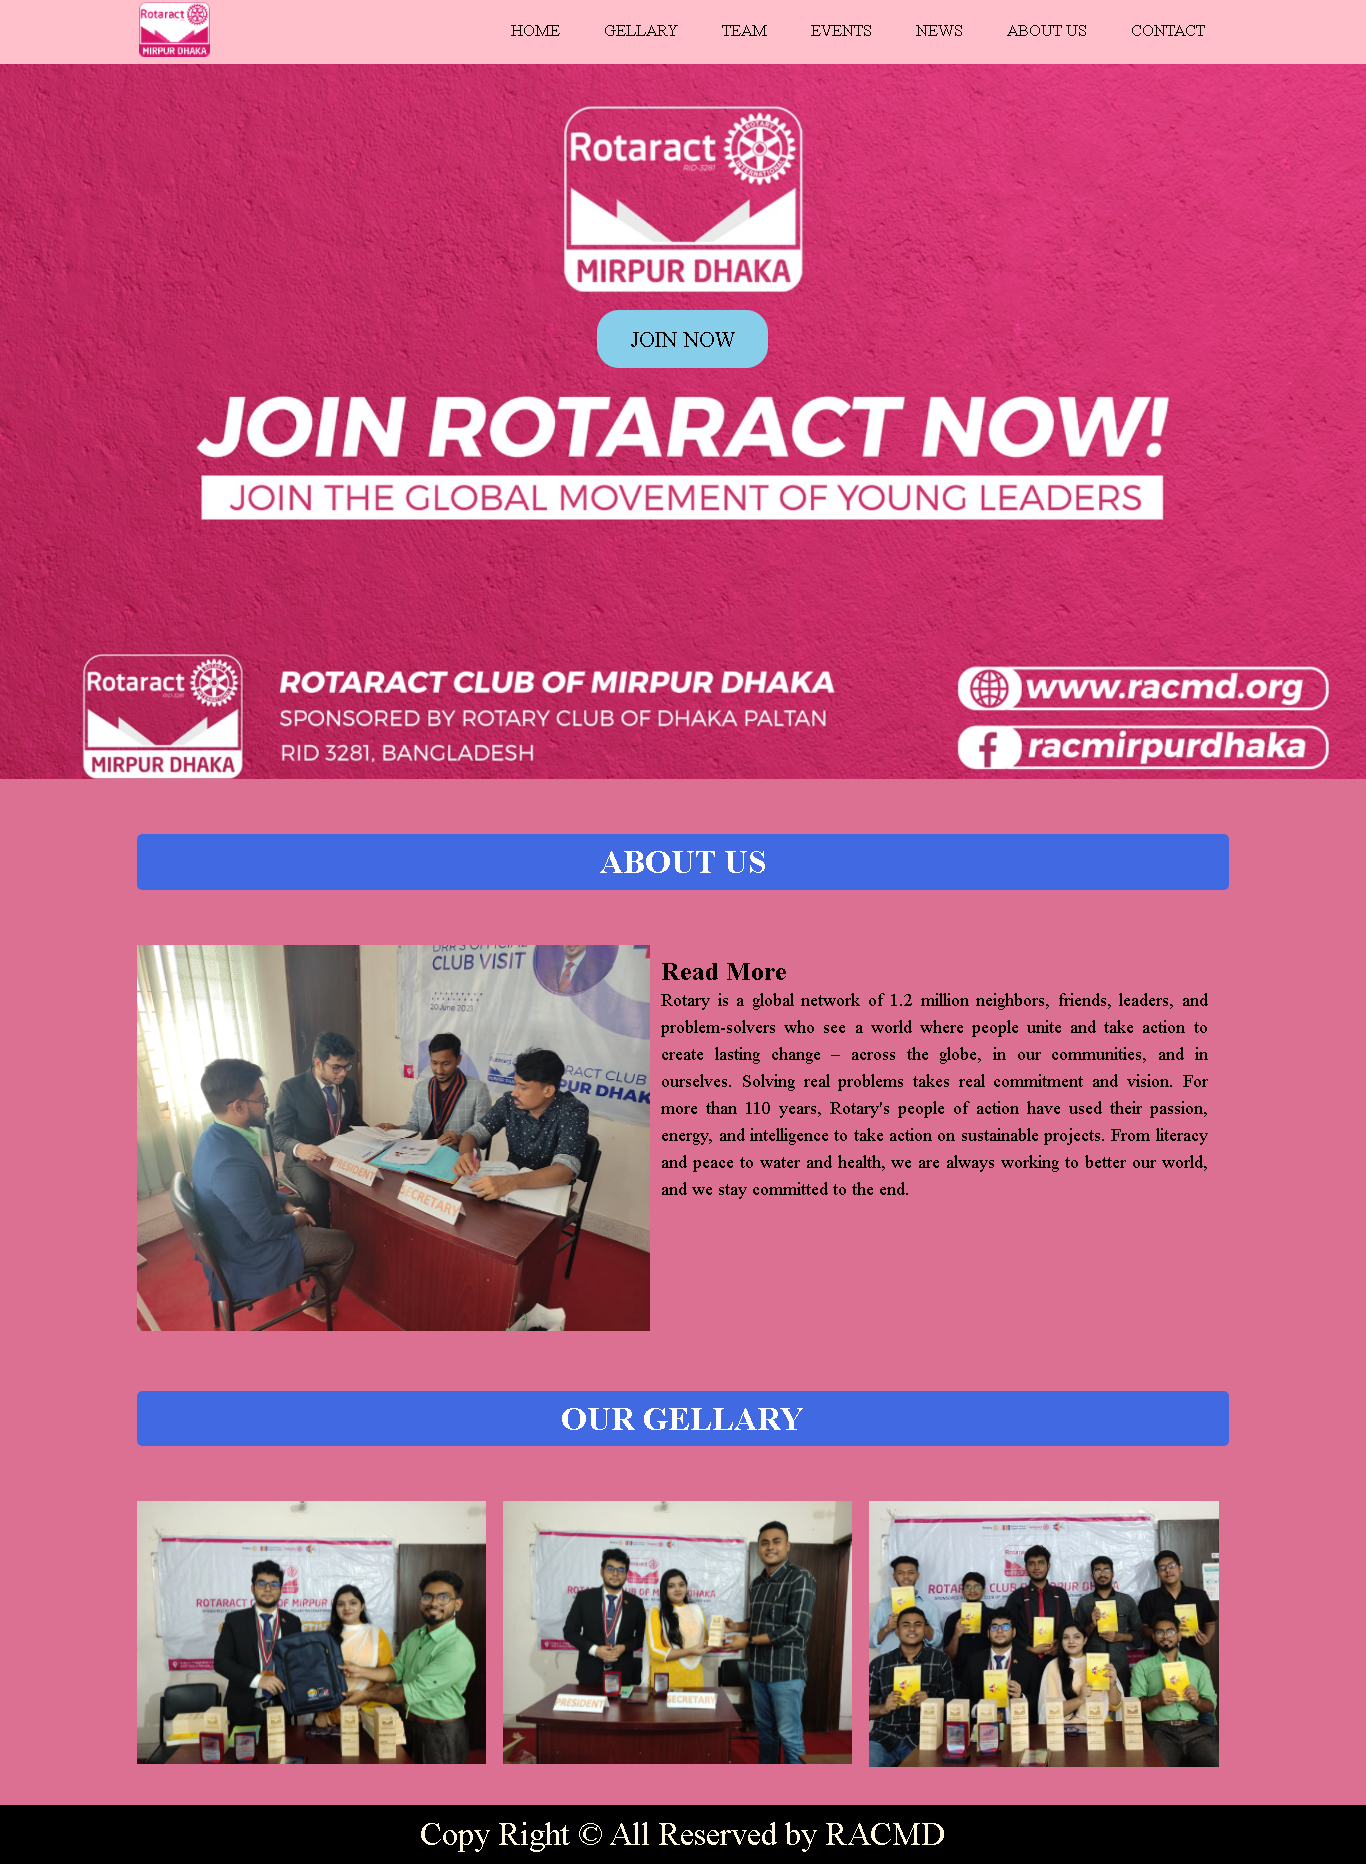 Rotaract
MIRPUR DHAKA
HOME GELLARY TEAM EVENTS NEWS ABOUT US CONTACT
Rotaract
RID-3281
ROTARY
INTERNATIONAL
MIRPUR DHAKA
JOIN NOW
JOIN ROTARACT NOW!
JOIN THE GLOBAL MOVEMENT OF YOUNG LEADERS
Rotaract
MIRPUR DHAKA
ROTARACT CLUB OF MIRPUR DHAKA
SPONSORED BY ROTARY CLUB OF DHAKA PALTAN
RID 3281, BANGLADESH
www.racmd.org
racmirpurdhaka
ABOUT US
DRR'S OFFICIAL
CLUB VISIT
20 June 2023
RACT CLUB
PUR DHAK
PRESIDENT
SECRETARY
Read More
Rotary is a global network of 1.2 million neighbors, friends, leaders, and
problem-solvers who see a world where people unite and take action to
create lasting change – across the globe, in our communities, and in
ourselves. Solving real problems takes real commitment and vision. For
more than 110 years, Rotary's people of action have used their passion,
energy, and intelligence to take action on sustainable projects. From literacy
and peace to water and health, we are always working to better our world,
and we stay committed to the end.
OUR GELLARY
ROTARACT CLUB OF MIRPUR
Rotaract
PRESIDENT
SECRETARY
Rotaract
Copy Right © All Reserved by RACMD